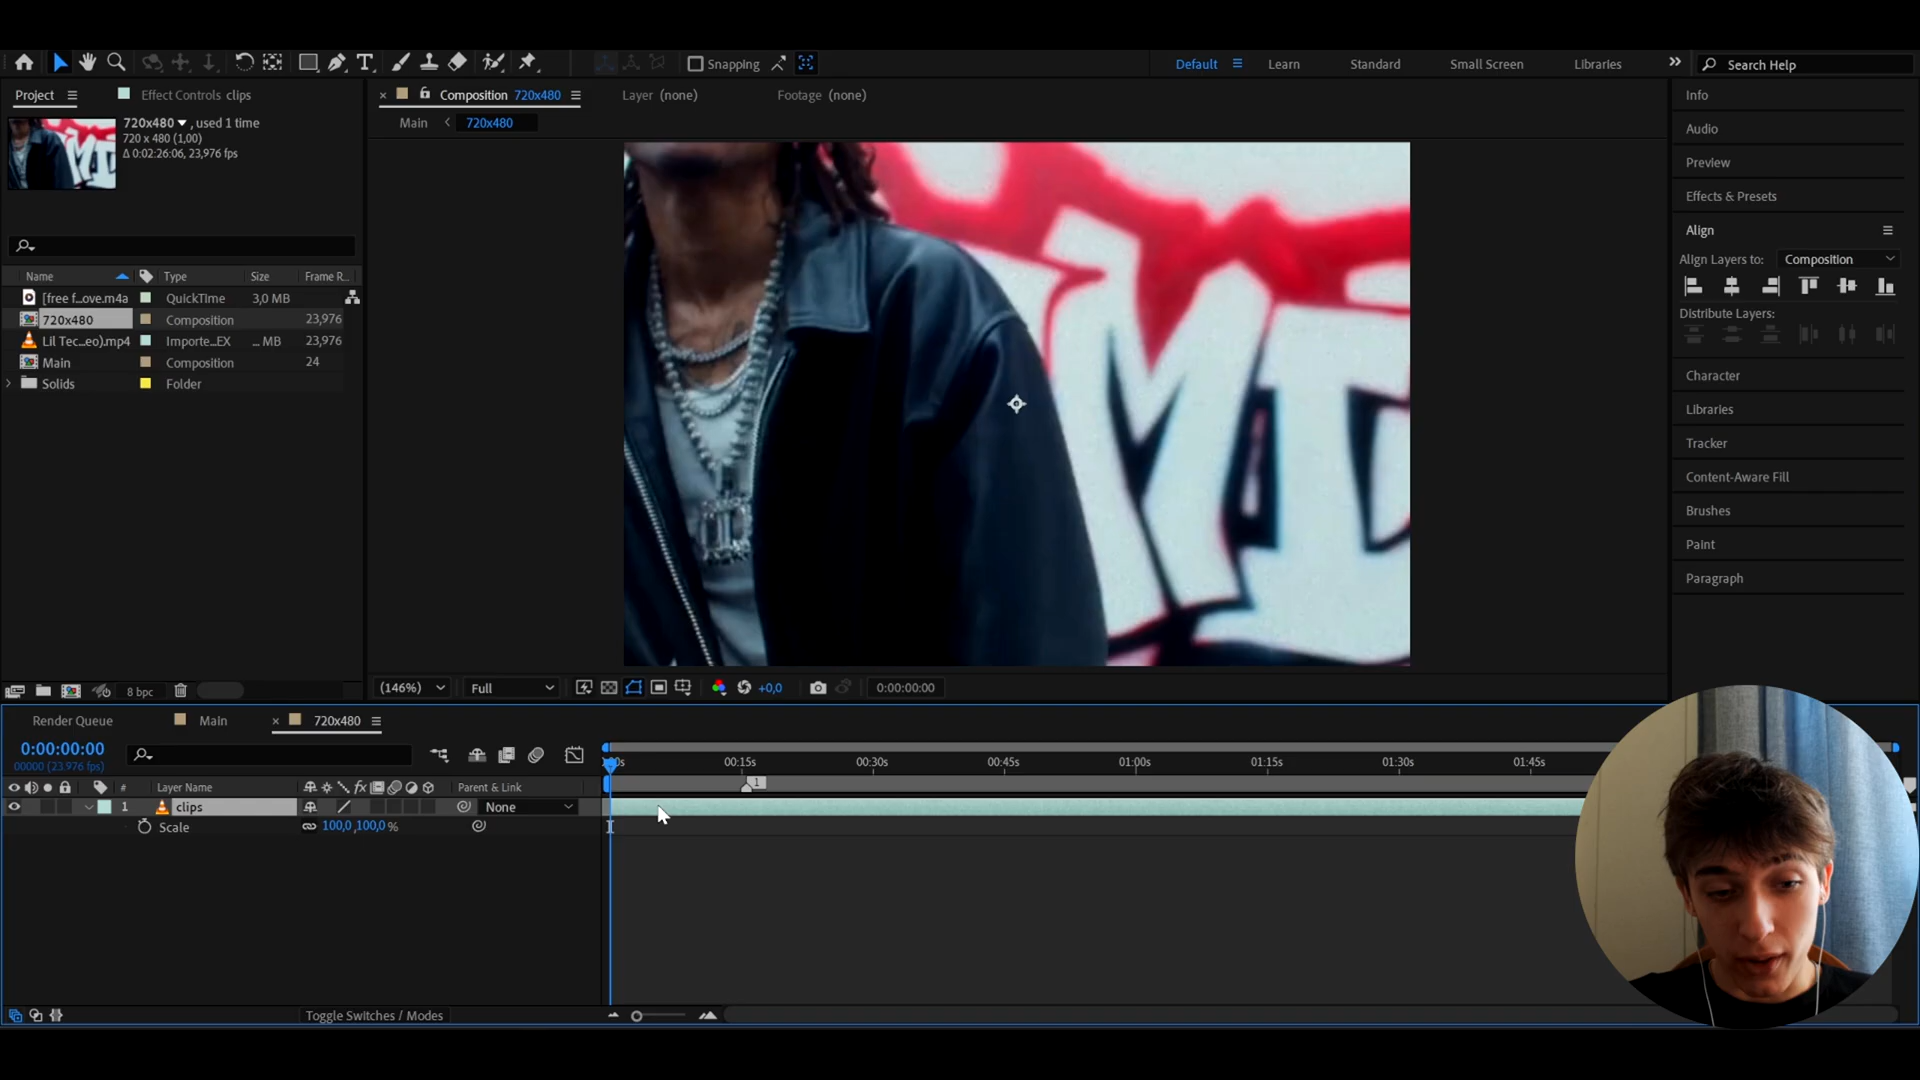 Snapping
Default
Learn
Standard
Small Screen
Libraries
Search Help
Project
Effect Controls clips
720x480 , used 1 time
720 x 480 (1,00)
Δ 0:02:26:06, 23,976 fps
Name Type Size Frame R...
[free f...ove.m4a QuickTime 3,0 MB
720x480 Composition 23,976
Lil Tec...eo).mp4 Importe...EX ... MB 23,976
Main Composition 24
Solids Folder
8 bpc
Composition 720x480
Layer (none)
Footage (none)
Main < 720x480
MID
(146%)
Full
+0,0
0:00:00:00
Info
Audio
Preview
Effects & Presets
Align
Align Layers to: Composition
Distribute Layers:
Character
Libraries
Tracker
Content-Aware Fill
Brushes
Paint
Paragraph
Render Queue
Main
720x480
0:00:00:00
00000 (23.976 fps)
# Layer Name Parent & Link
1 clips None
Scale 100,0,100,0 %
00s 00:15s 00:30s 00:45s 01:00s 01:15s 01:30s 01:45s
1
Toggle Switches / Modes